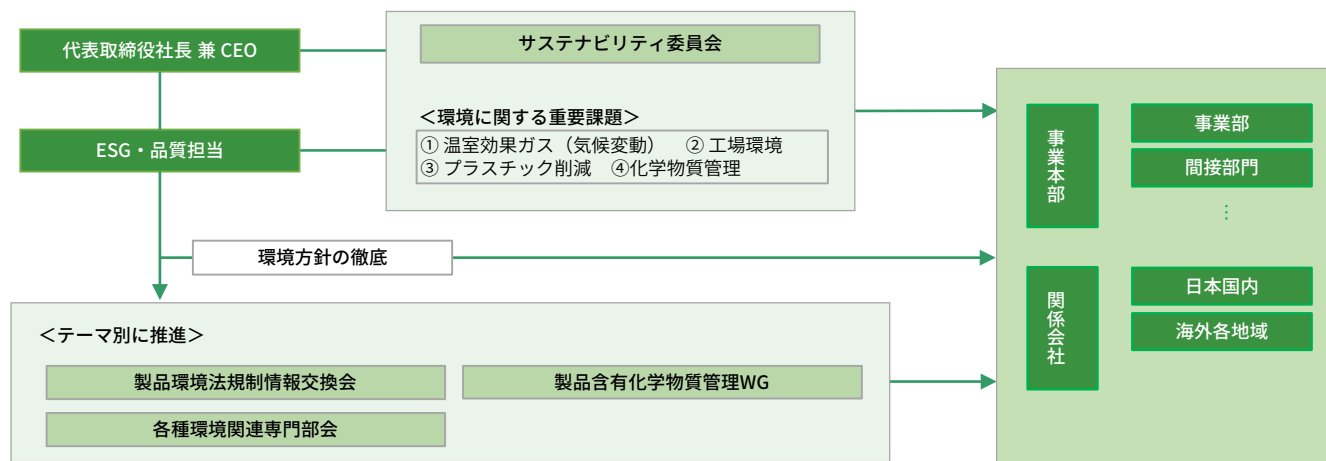 代表取締役社長 兼 CEO
サステナビリティ委員会
ESG・品質担当
＜環境に関する重要課題＞
① 温室効果ガス（気候変動）　② 工場環境
③ プラスチック削減　④化学物質管理
環境方針の徹底
＜テーマ別に推進＞
製品環境法規制情報交換会
製品含有化学物質管理WG
各種環境関連専門部会
事業本部
事業部
間接部門
⋮
関係会社
日本国内
海外各地域